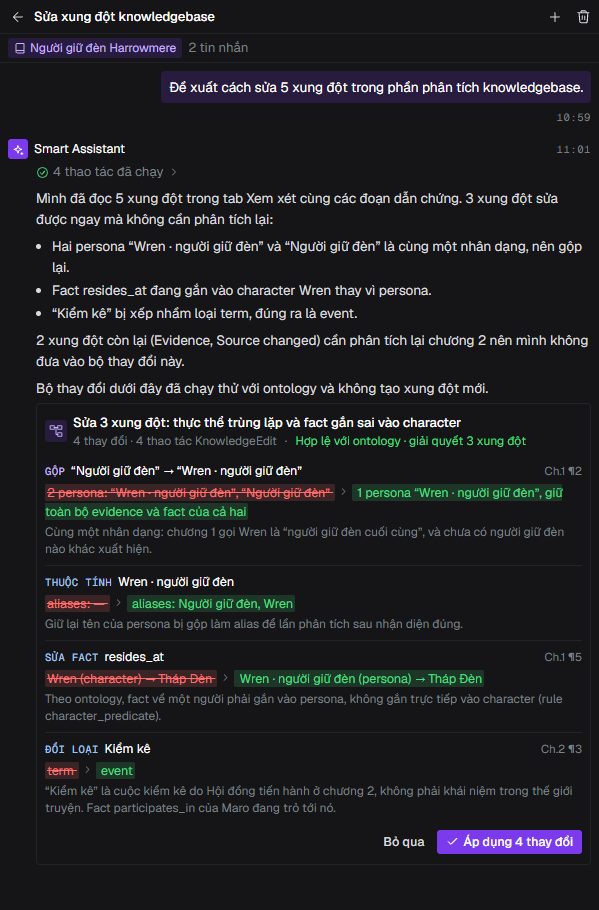 Sửa xung đột knowledgebase
Người giữ đèn Harrowmere 2 tin nhắn
Đề xuất cách sửa 5 xung đột trong phần phân tích knowledgebase.
10:59
Smart Assistant 11:01
4 thao tác đã chạy
Mình đã đọc 5 xung đột trong tab Xem xét cùng các đoạn dẫn chứng. 3 xung đột sửa
được ngay mà không cần phân tích lại:
• Hai persona “Wren · người giữ đèn” và “Người giữ đèn” là cùng một nhân dạng, nên gộp
lại.
• Fact resides_at đang gắn vào character Wren thay vì persona.
• “Kiểm kê” bị xếp nhầm loại term, đúng ra là event.
2 xung đột còn lại (Evidence, Source changed) cần phân tích lại chương 2 nên mình không
đưa vào bộ thay đổi này.
Bộ thay đổi dưới đây đã chạy thử với ontology và không tạo xung đột mới.
Sửa 3 xung đột: thực thể trùng lặp và fact gắn sai vào character
4 thay đổi · 4 thao tác KnowledgeEdit · Hợp lệ với ontology · giải quyết 3 xung đột
GỘP “Người giữ đèn” → “Wren · người giữ đèn” Ch.1 ¶2
2 persona: “Wren · người giữ đèn”, “Người giữ đèn” 1 persona “Wren · người giữ đèn”, giữ
toàn bộ evidence và fact của cả hai
Cùng một nhân dạng: chương 1 gọi Wren là “người giữ đèn cuối cùng”, và chưa có người giữ đèn
nào khác xuất hiện.
THUỘC TÍNH Wren · người giữ đèn
aliases: — aliases: Người giữ đèn, Wren
Giữ lại tên của persona bị gộp làm alias để lần phân tích sau nhận diện đúng.
SỬA FACT resides_at Ch.1 ¶5
Wren (character) → Tháp Đèn Wren · người giữ đèn (persona) → Tháp Đèn
Theo ontology, fact về một người phải gắn vào persona, không gắn trực tiếp vào character (rule
character_predicate).
ĐỔI LOẠI Kiểm kê Ch.2 ¶3
term event
“Kiểm kê” là cuộc kiểm kê do Hội đồng tiến hành ở chương 2, không phải khái niệm trong thế giới
truyện. Fact participates_in của Maro đang trỏ tới nó.
Bỏ qua Áp dụng 4 thay đổi